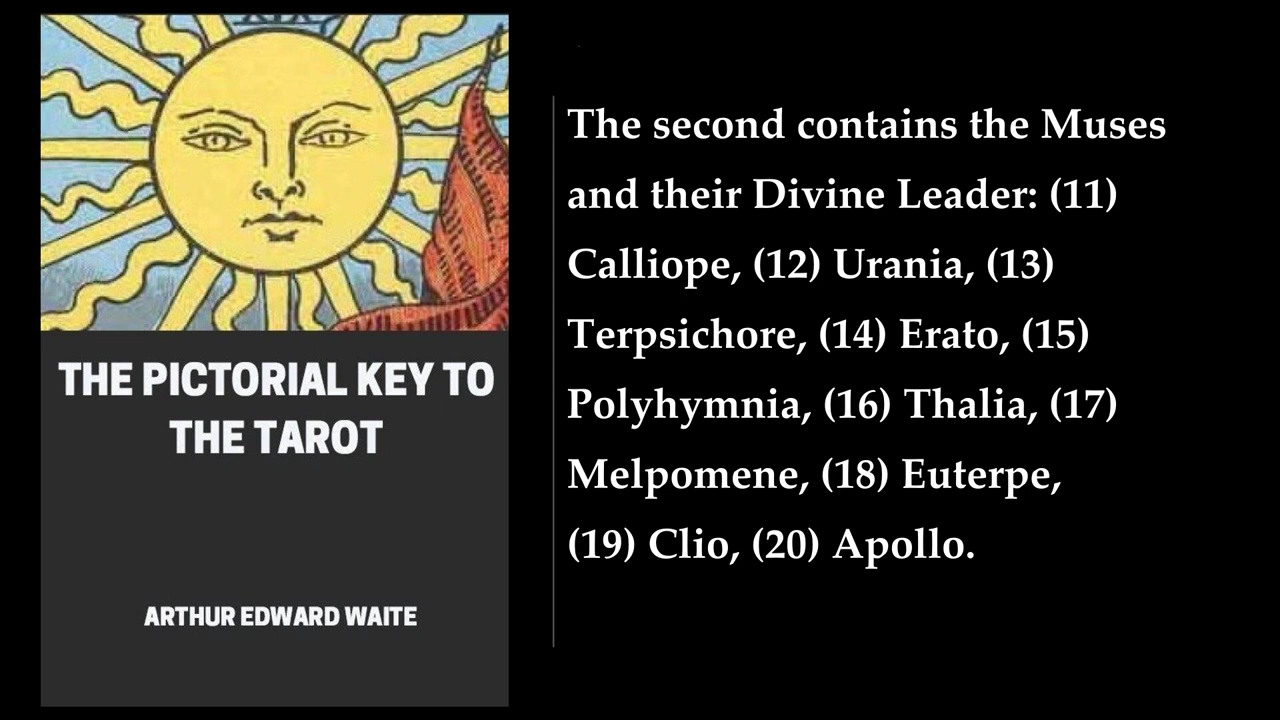 XIX
THE PICTORIAL KEY TO
THE TAROT
ARTHUR EDWARD WAITE
The second contains the Muses
and their Divine Leader: (11)
Calliope, (12) Urania, (13)
Terpsichore, (14) Erato, (15)
Polyhymnia, (16) Thalia, (17)
Melpomene, (18) Euterpe,
(19) Clio, (20) Apollo.